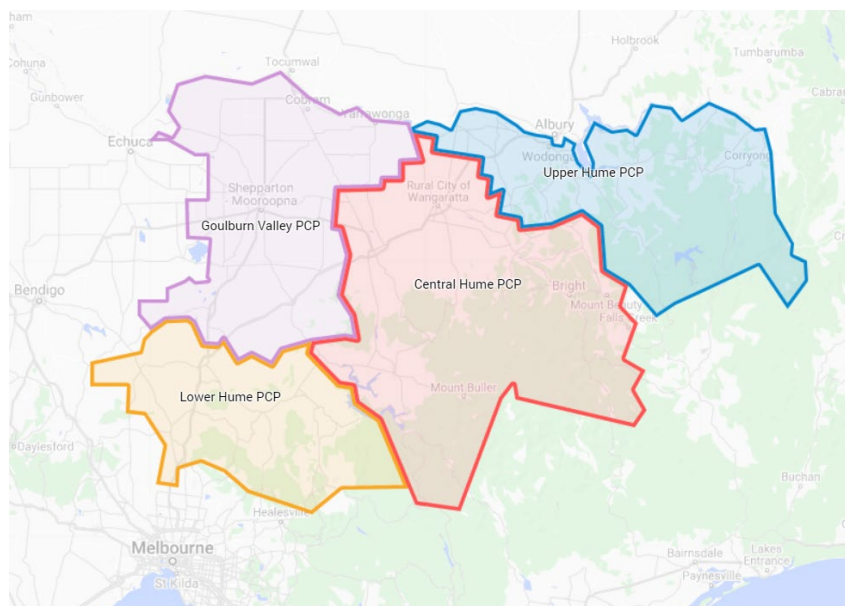 Holbrook
Tumbarumba
Cohuna
Tocumwal
Gunbower
Cobram
Yarrawonga
Albury
Echuca
Wodonga
Corryong
Upper Hume PCP
Shepparton
Mooroopna
Rural City of
Wangaratta
Goulburn Valley PCP
Central Hume PCP
Bendigo
Bright
Mount Beauty
Falls Creek
Mount Buller
Lower Hume PCP
Daylesford
Buchan
Healesville
Melbourne
St Kilda
Bairnsdale
Lakes
Entrance
Paynesville